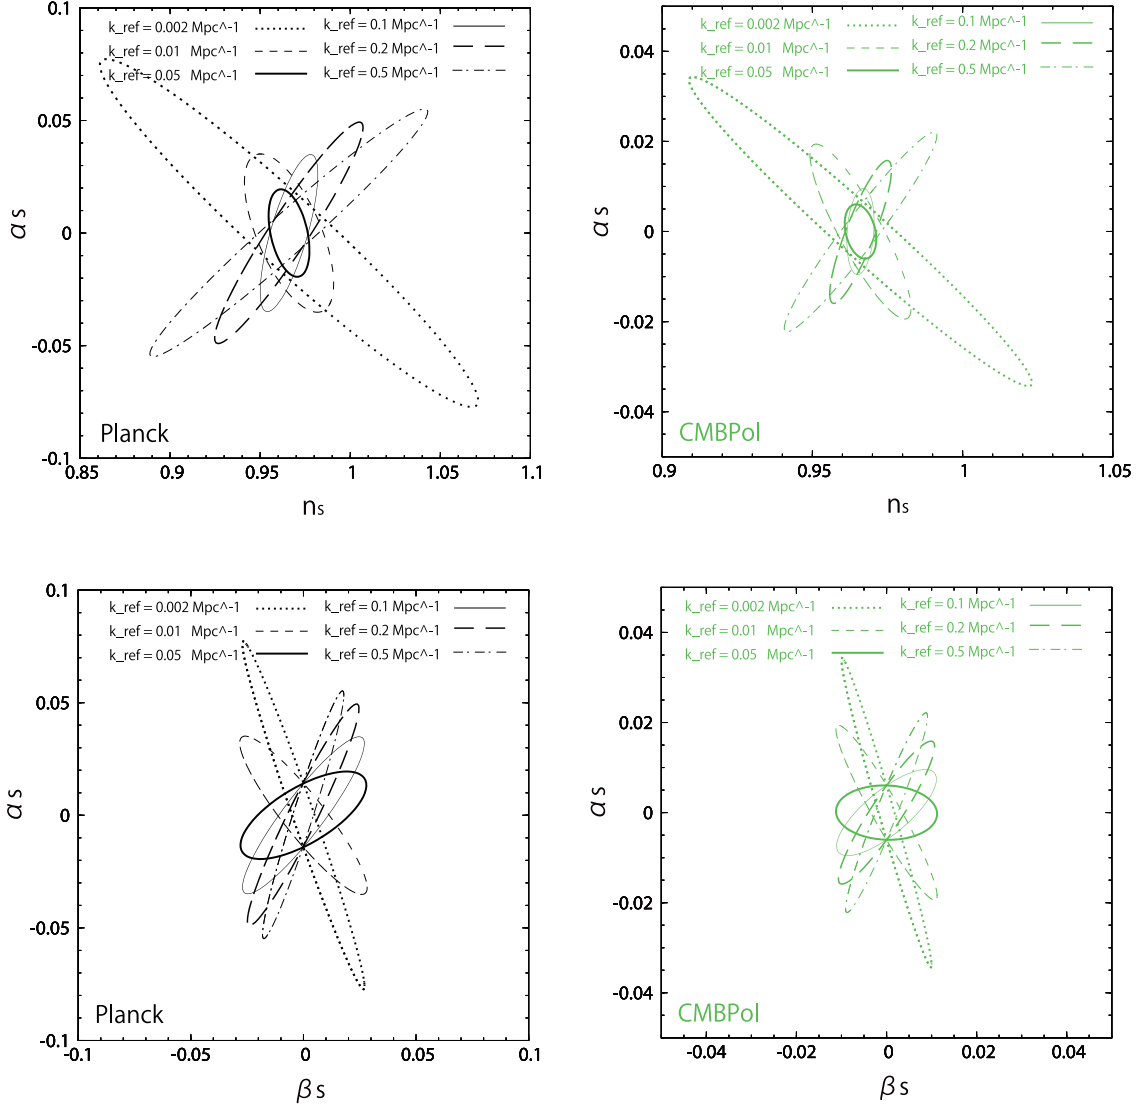 0.1
k_ref = 0.002 Mpc^-1
k_ref = 0.1 Mpc^-1
k_ref = 0.01 Mpc^-1
k_ref = 0.2 Mpc^-1
k_ref = 0.05 Mpc^-1
k_ref = 0.5 Mpc^-1
0.05
α s
0
-0.05
Planck
-0.1
0.85 0.9 0.95 1 1.05 1.1
ns
k_ref = 0.002 Mpc^-1
k_ref = 0.1 Mpc^-1
k_ref = 0.01 Mpc^-1
k_ref = 0.2 Mpc^-1
k_ref = 0.05 Mpc^-1
k_ref = 0.5 Mpc^-1
0.04
0.02
α s
0
-0.02
-0.04
CMBPol
0.9 0.95 1 1.05
ns
0.1
k_ref = 0.002 Mpc^-1
k_ref = 0.1 Mpc^-1
k_ref = 0.01 Mpc^-1
k_ref = 0.2 Mpc^-1
k_ref = 0.05 Mpc^-1
k_ref = 0.5 Mpc^-1
0.05
α s
0
-0.05
Planck
-0.1
-0.1 -0.05 0 0.05 0.1
β s
k_ref = 0.002 Mpc^-1
k_ref = 0.1 Mpc^-1
k_ref = 0.01 Mpc^-1
k_ref = 0.2 Mpc^-1
k_ref = 0.05 Mpc^-1
k_ref = 0.5 Mpc^-1
0.04
0.02
α s
0
-0.02
-0.04
CMBPol
-0.04 -0.02 0 0.02 0.04
β s